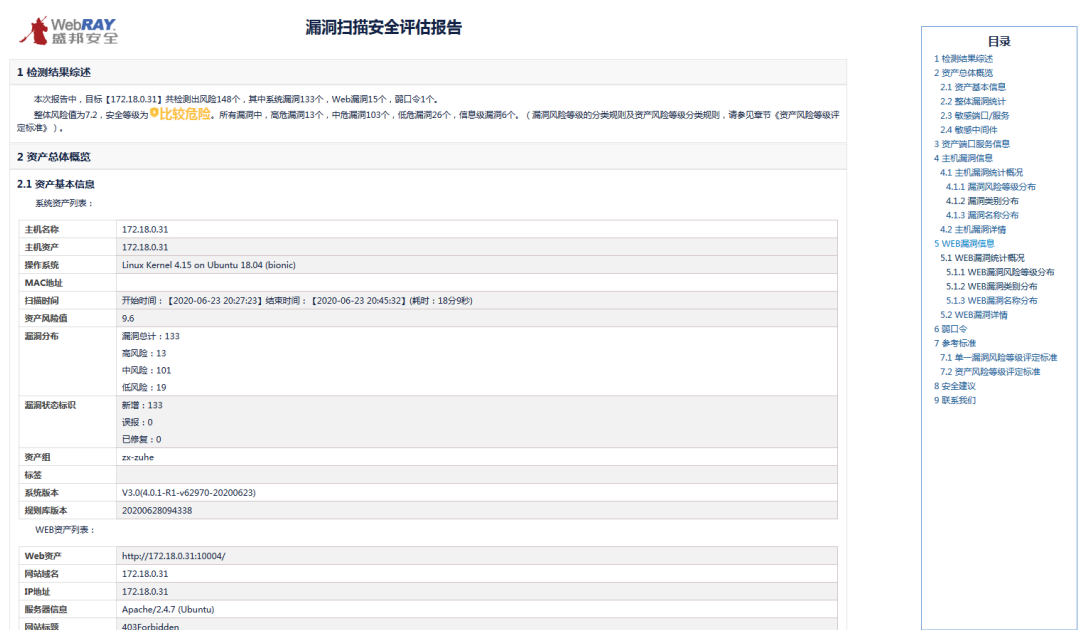 WebRAY
盛邦安全
漏洞扫描安全评估报告
1 检测结果综述
本次报告中，目标【172.18.0.31】共检测出风险148个，其中系统漏洞133个，Web漏洞15个，弱口令1个。
整体风险值为7.2，安全等级为比较危险。所有漏洞中，高危漏洞13个，中危漏洞103个，低危漏洞26个，信息级漏洞6个。（漏洞风险等级的分类规则及资产风险等级分类规则，请参见章节《资产风险等级评
定标准》）。
2 资产总体概览
2.1 资产基本信息
系统资产列表：
主机名称 172.18.0.31
主机资产 172.18.0.31
操作系统 Linux Kernel 4.15 on Ubuntu 18.04 (bionic)
MAC地址
扫描时间 开始时间：【2020-06-23 20:27:23】结束时间：【2020-06-23 20:45:32】(耗时：18分9秒)
资产风险值 9.6
漏洞分布 漏洞总计：133
高风险：13
中风险：101
低风险：19
漏洞状态标识 新增：133
误报：0
已修复：0
资产组 zx-zuhe
标签
系统版本 V3.0(4.0.1-R1-v62970-20200623)
规则库版本 20200628094338
WEB资产列表：
Web资产 http://172.18.0.31:10004/
网站域名 172.18.0.31
IP地址 172.18.0.31
服务器信息 Apache/2.4.7 (Ubuntu)
网站标题 403Forbidden
目录
1 检测结果综述
2 资产总体概览
2.1 资产基本信息
2.2 整体漏洞统计
2.3 敏感端口/服务
2.4 敏感中间件
3 资产端口服务信息
4 主机漏洞信息
4.1 主机漏洞统计概况
4.1.1 漏洞风险等级分布
4.1.2 漏洞类别分布
4.1.3 漏洞名称分布
4.2 主机漏洞详情
5 WEB漏洞信息
5.1 WEB漏洞统计概况
5.1.1 WEB漏洞风险等级分布
5.1.2 WEB漏洞类别分布
5.1.3 WEB漏洞名称分布
5.2 WEB漏洞详情
6 弱口令
7 参考标准
7.1 单一漏洞风险等级评定标准
7.2 资产风险等级评定标准
8 安全建议
9 联系我们